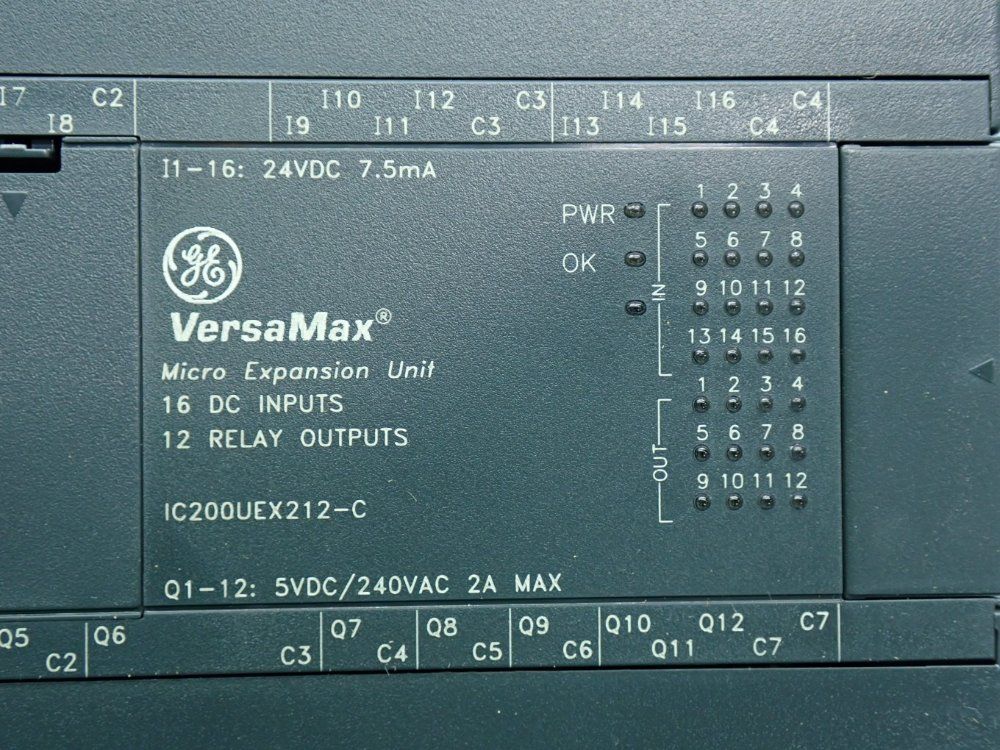 I7 C2 I10 I12 C3 I14 I16 C4
I8 I9 I11 C3 I13 I15 C4
I1-16: 24VDC 7.5mA
1 2 3 4
PWR
5 6 7 8
OK
GE
9 10 11 12
IN
VersaMax®
13 14 15 16
Micro Expansion Unit
1 2 3 4
16 DC INPUTS
12 RELAY OUTPUTS
5 6 7 8
OUT
9 10 11 12
IC200UEX212-C
Q1-12: 5VDC/240VAC 2A MAX
Q5 Q6 Q7 Q8 Q9 Q10 Q12 C7
C2 C3 C4 C5 C6 Q11 C7